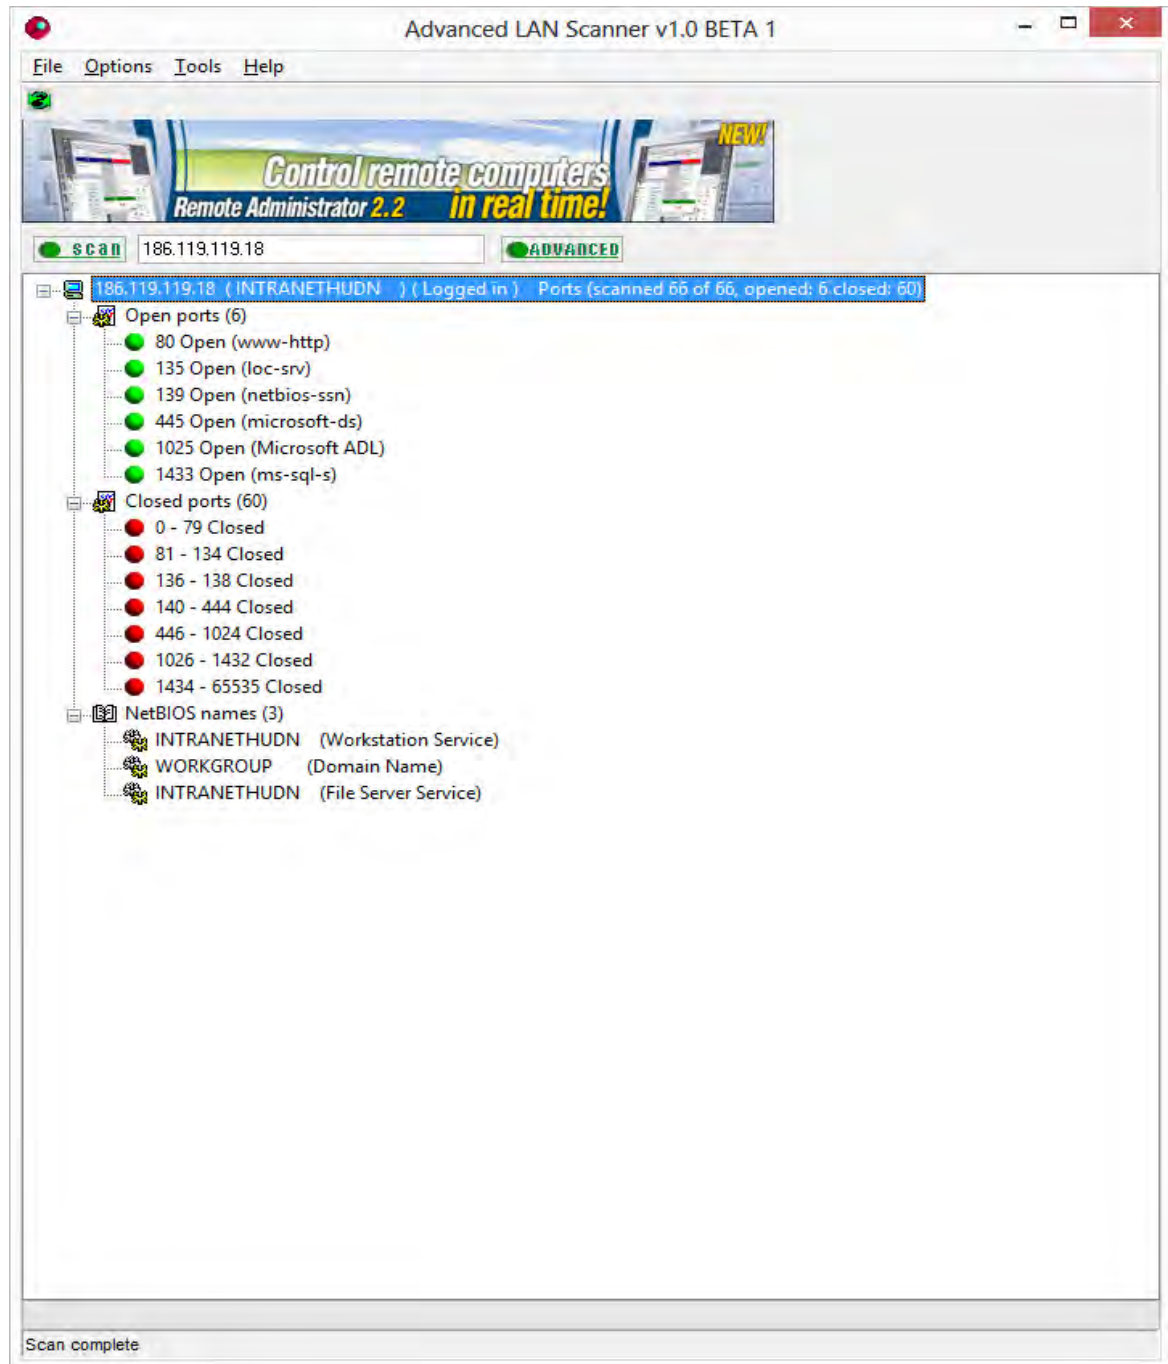 Advanced LAN Scanner v1.0 BETA 1
File Options Tools Help
NEW!
Control remote computers
Remote Administrator 2.2 in real time!
scan 186.119.119.18 ADVANCED
186.119.119.18 ( INTRANETHUDN ) ( Logged in ) Ports (scanned 66 of 66, opened: 6 closed: 60)
Open ports (6)
80 Open (www-http)
135 Open (loc-srv)
139 Open (netbios-ssn)
445 Open (microsoft-ds)
1025 Open (Microsoft ADL)
1433 Open (ms-sql-s)
Closed ports (60)
0 - 79 Closed
81 - 134 Closed
136 - 138 Closed
140 - 444 Closed
446 - 1024 Closed
1026 - 1432 Closed
1434 - 65535 Closed
NetBIOS names (3)
INTRANETHUDN (Workstation Service)
WORKGROUP (Domain Name)
INTRANETHUDN (File Server Service)
Scan complete